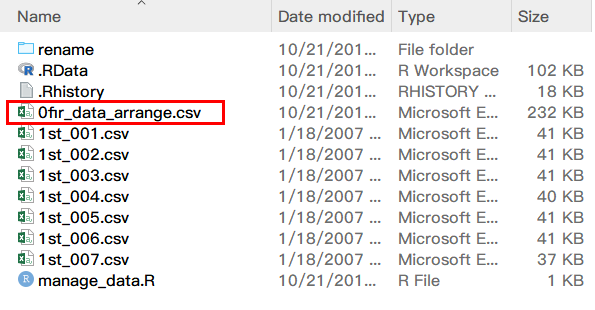 Name Date modified Type Size
rename 10/21/201... File folder
.RData 10/21/201... R Workspace 102 KB
.Rhistory 10/21/201... RHISTORY ... 18 KB
0fir_data_arrange.csv 10/21/201... Microsoft E... 232 KB
1st_001.csv 1/18/2007 ... Microsoft E... 41 KB
1st_002.csv 1/18/2007 ... Microsoft E... 41 KB
1st_003.csv 1/18/2007 ... Microsoft E... 41 KB
1st_004.csv 1/18/2007 ... Microsoft E... 40 KB
1st_005.csv 1/18/2007 ... Microsoft E... 41 KB
1st_006.csv 1/18/2007 ... Microsoft E... 41 KB
1st_007.csv 1/18/2007 ... Microsoft E... 37 KB
manage_data.R 10/21/201... R File 1 KB